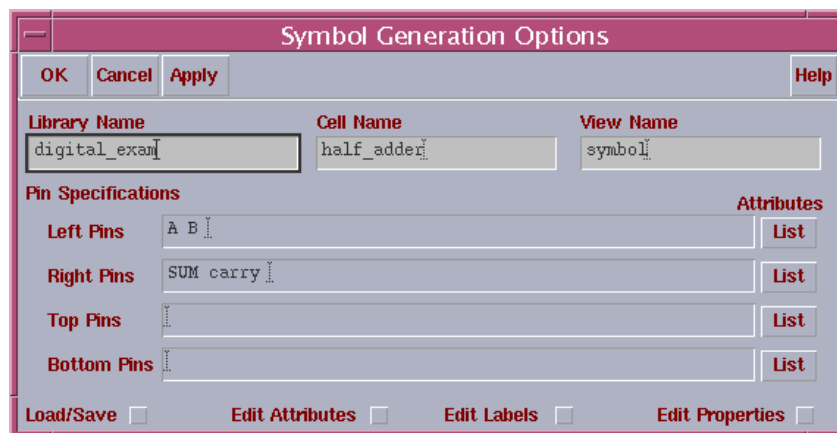 Symbol Generation Options
OK Cancel Apply Help
Library Name Cell Name View Name
digital_exam half_adder symbol
Pin Specifications Attributes
Left Pins A B List
Right Pins SUM carry List
Top Pins List
Bottom Pins List
Load/Save Edit Attributes Edit Labels Edit Properties